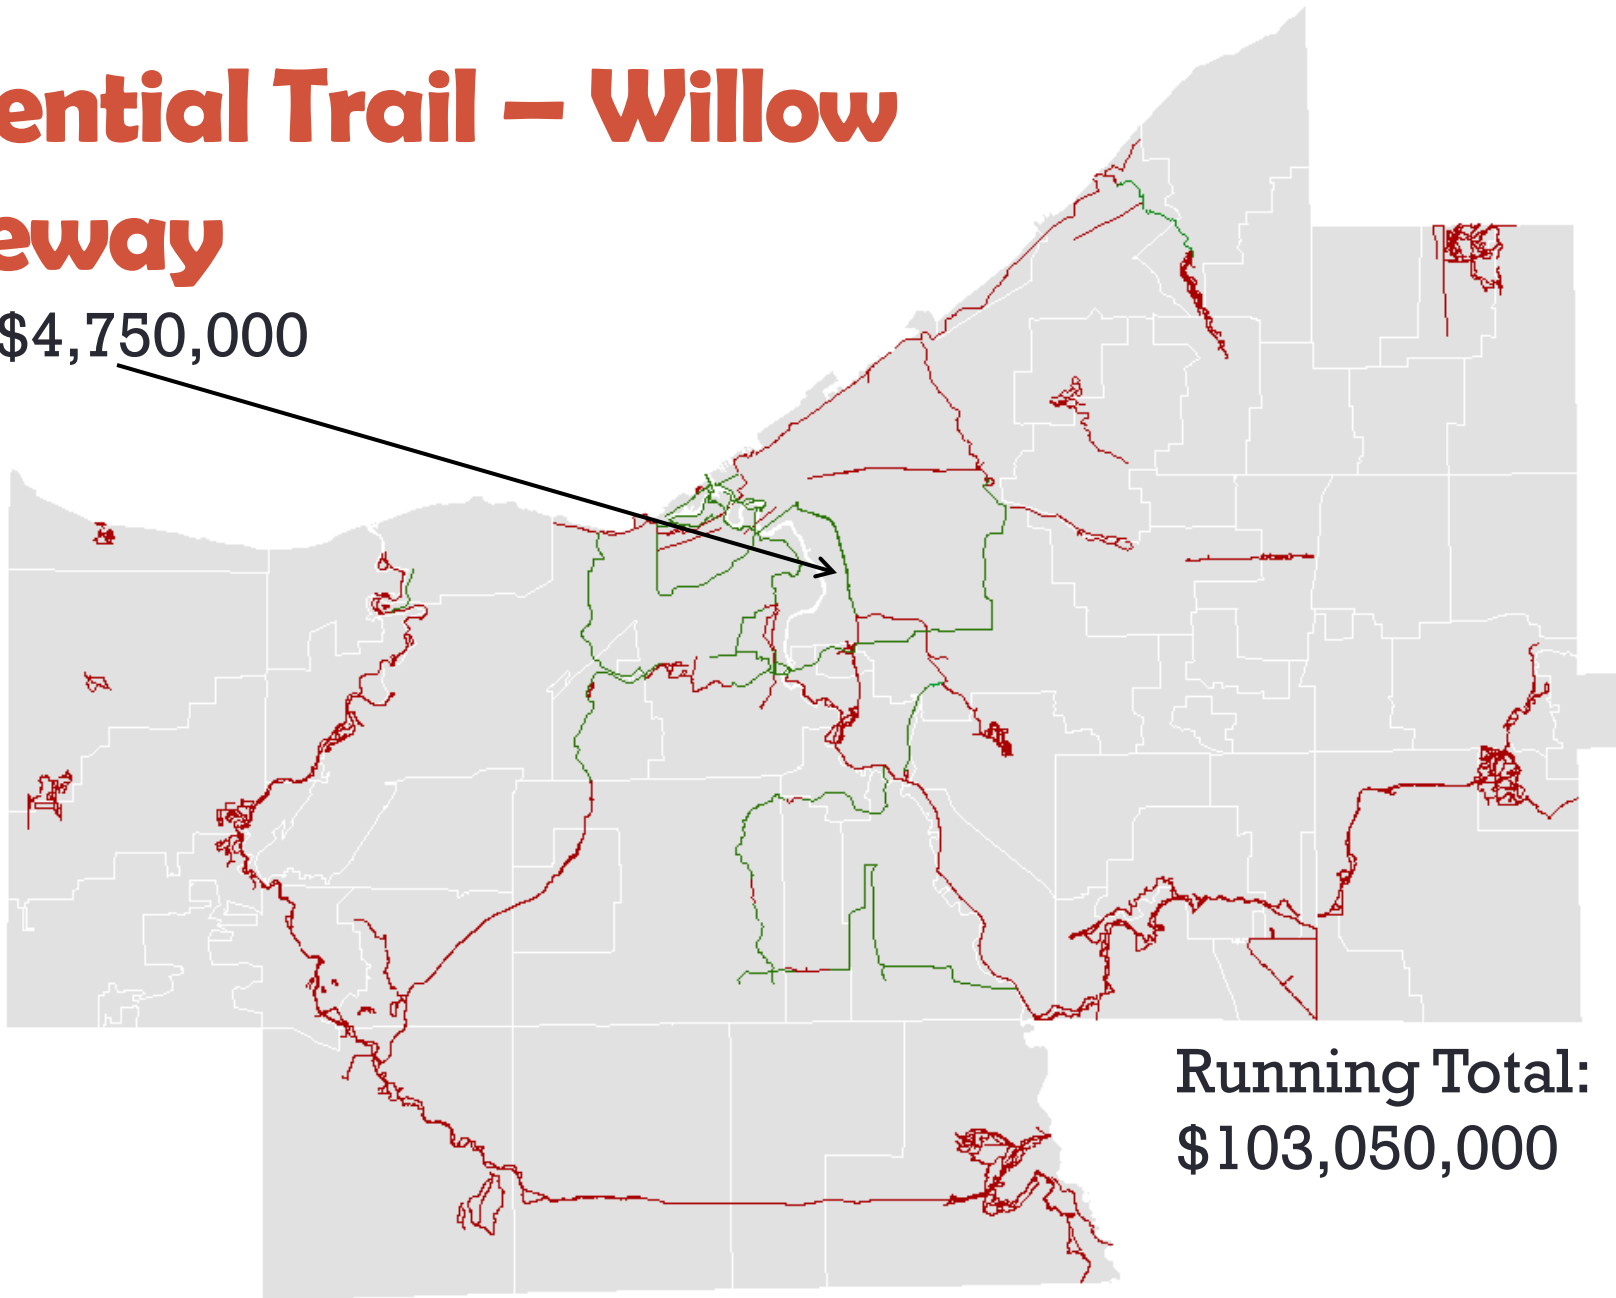 ential Trail – Willow
eway
$4,750,000
Running Total:
$103,050,000